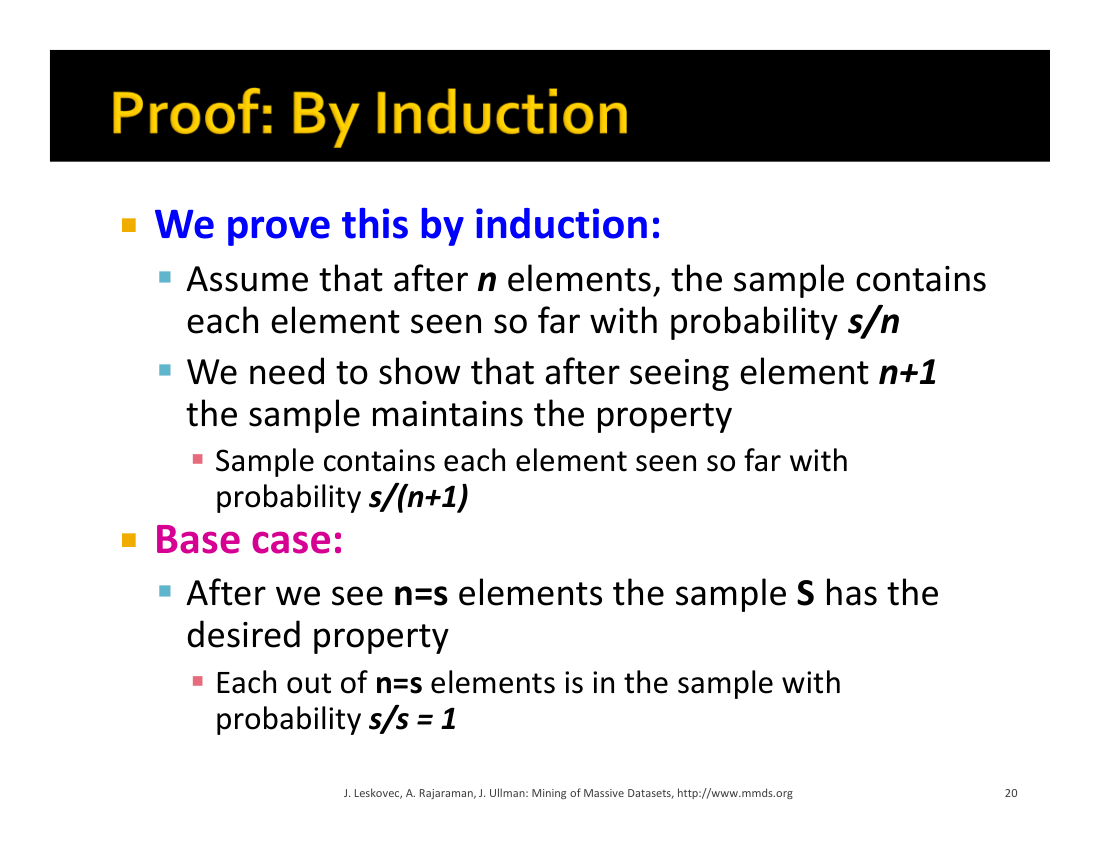 Proof: By Induction
We prove this by induction:
Assume that after n elements, the sample contains
each element seen so far with probability s/n
We need to show that after seeing element n+1
the sample maintains the property
Sample contains each element seen so far with
probability s/(n+1)
Base case:
After we see n=s elements the sample S has the
desired property
Each out of n=s elements is in the sample with
probability s/s = 1
J. Leskovec, A. Rajaraman, J. Ullman: Mining of Massive Datasets, http://www.mmds.org
20